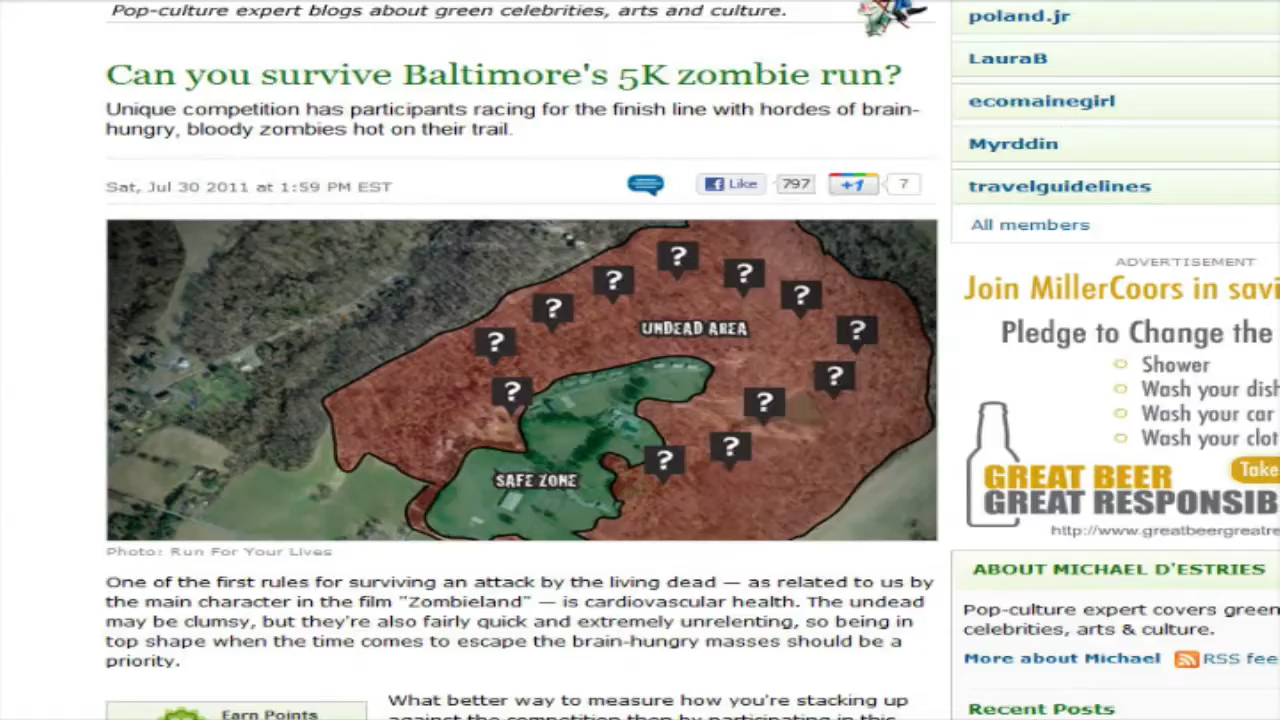 Pop-culture expert blogs about green celebrities, arts and culture.
Can you survive Baltimore's 5K zombie run?
Unique competition has participants racing for the finish line with hordes of brain-
hungry, bloody zombies hot on their trail.
Sat, Jul 30 2011 at 1:59 PM EST
Like 797 +1 7
?
?
?
?
?
?
?
?
?
?
?
?
?
UNDEAD AREA
SAFE ZONE
Photo: Run For Your Lives
One of the first rules for surviving an attack by the living dead — as related to us by
the main character in the film "Zombieland" — is cardiovascular health. The undead
may be clumsy, but they're also fairly quick and extremely unrelenting, so being in
top shape when the time comes to escape the brain-hungry masses should be a
priority.
Earn Points
What better way to measure how you're stacking up
against the competition then by participating in this
poland.jr
LauraB
ecomainegirl
Myrddin
travelguidelines
All members
ADVERTISEMENT
Join MillerCoors in savi
Pledge to Change the
Shower
Wash your dish
Wash your car
Wash your clot
GREAT BEER
GREAT RESPONSIB
Take
http://www.greatbeergreatre
ABOUT MICHAEL D'ESTRIES
Pop-culture expert covers green
celebrities, arts & culture.
More about Michael RSS fee
Recent Posts